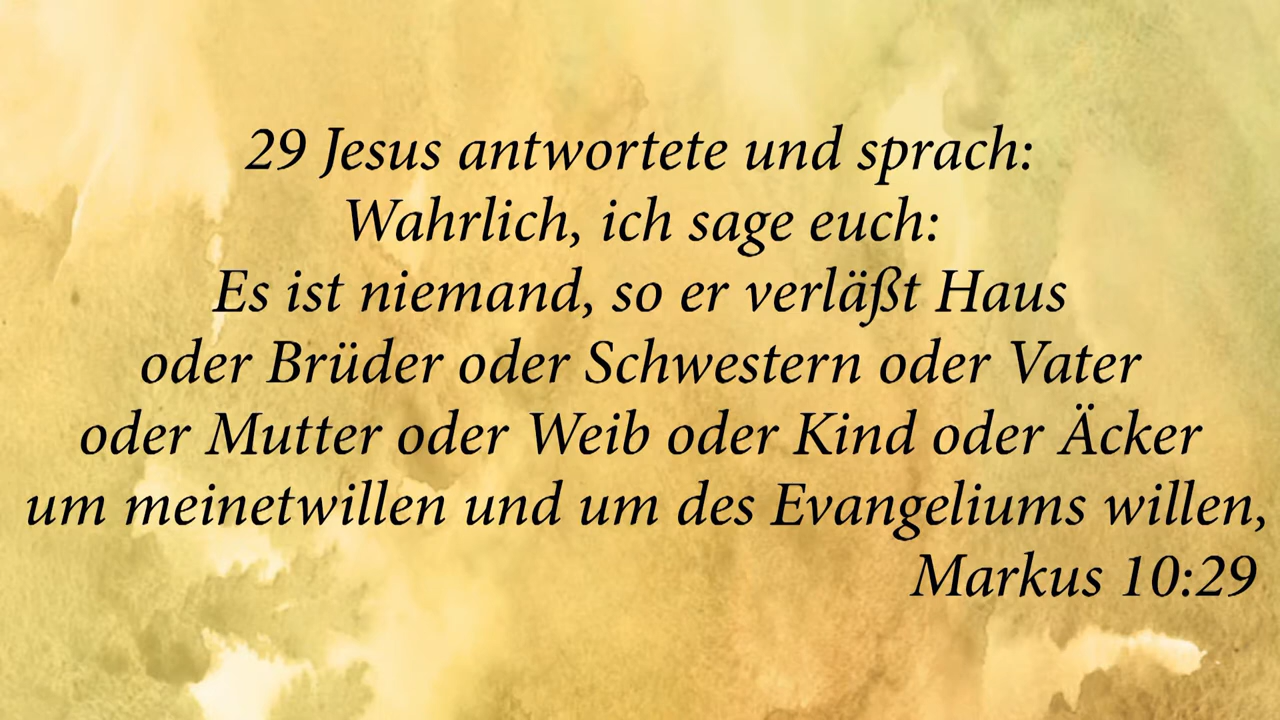 29 Jesus antwortete und sprach:
Wahrlich, ich sage euch:
Es ist niemand, so er verläßt Haus
oder Brüder oder Schwestern oder Vater
oder Mutter oder Weib oder Kind oder Äcker
um meinetwillen und um des Evangeliums willen,
Markus 10:29